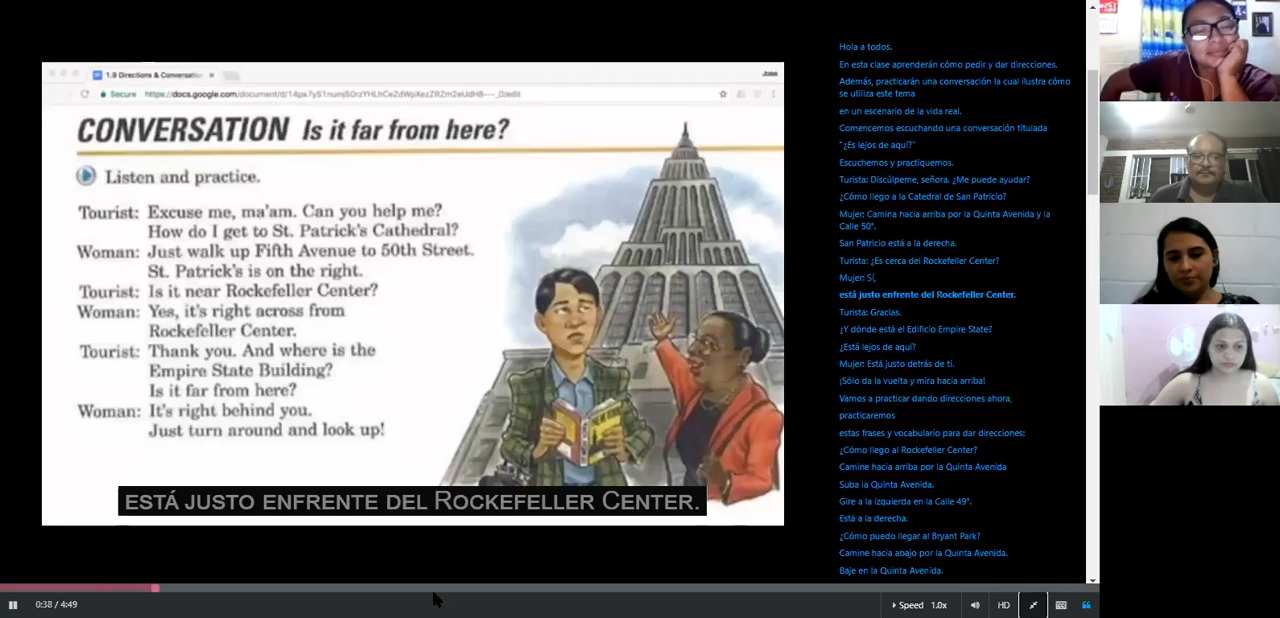 1.9 Directions & Conversatio
Jose
Secure
CONVERSATION Is it far from here?
Listen and practice.
Tourist: Excuse me, ma'am. Can you help me?
How do I get to St. Patrick's Cathedral?
Woman: Just walk up Fifth Avenue to 50th Street.
St. Patrick's is on the right.
Tourist: Is it near Rockefeller Center?
Woman: Yes, it's right across from
Rockefeller Center.
Tourist: Thank you. And where is the
Empire State Building?
Is it far from here?
Woman: It's right behind you.
Just turn around and look up!
ESTÁ JUSTO ENFRENTE DEL ROCKEFELLER CENTER.
Hola a todos.
En esta clase aprenderán cómo pedir y dar direcciones.
Además, practicarán una conversación la cual ilustra cómo
se utiliza este tema
en un escenario de la vida real.
Comencemos escuchando una conversación titulada
"¿Es lejos de aquí?"
Escuchemos y practiquemos.
Turista: Discúlpeme, señora. ¿Me puede ayudar?
¿Cómo llego a la Catedral de San Patricio?
Mujer: Camina hacia arriba por la Quinta Avenida y la
Calle 50ª.
San Patricio está a la derecha.
Turista: ¿Es cerca del Rockefeller Center?
Mujer: Sí,
está justo enfrente del Rockefeller Center.
Turista: Gracias.
¿Y dónde está el Edificio Empire State?
¿Está lejos de aquí?
Mujer: Está justo detrás de ti.
¡Sólo da la vuelta y mira hacia arriba!
Vamos a practicar dando direcciones ahora,
practicaremos
estas frases y vocabulario para dar direcciones:
¿Cómo llego al Rockefeller Center?
Camine hacia arriba por la Quinta Avenida
Suba la Quinta Avenida.
Gire a la izquierda en la Calle 49ª.
Está a la derecha.
¿Cómo puedo llegar al Bryant Park?
Camine hacia abajo por la Quinta Avenida.
Baje en la Quinta Avenida.
0:38 / 4:49
Speed 1.0x
HD